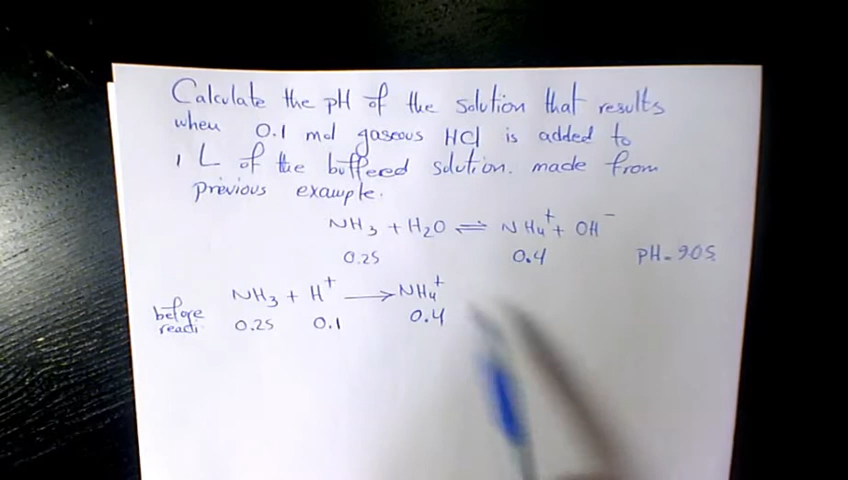 Calculate the pH of the solution that results
when 0.1 mol gaseous HCl is added to
1 L of the buffered solution. made from
previous example.
NH3 + H2O ⇌ NH4+ + OH-
0.25 0.4 pH = 9.05
NH3 + H+ → NH4+
before
reacti 0.25 0.1 0.4